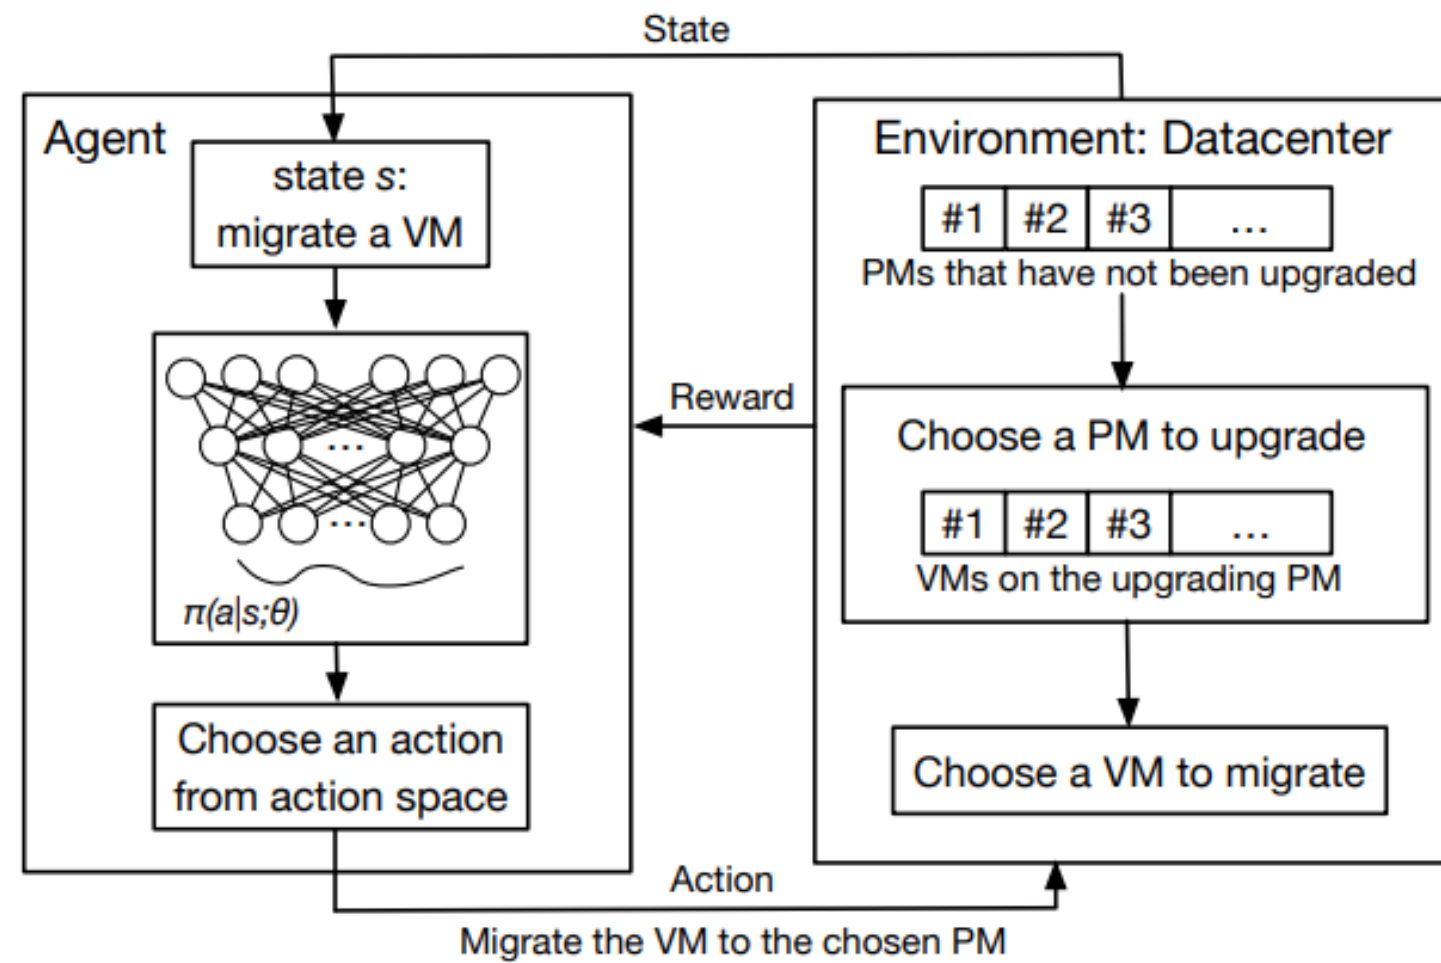 State
Agent
state s:
migrate a VM
...
...
π(a|s;θ)
Choose an action
from action space
Reward
Environment: Datacenter
#1 #2 #3 ...
PMs that have not been upgraded
Choose a PM to upgrade
#1 #2 #3 ...
VMs on the upgrading PM
Choose a VM to migrate
Action
Migrate the VM to the chosen PM